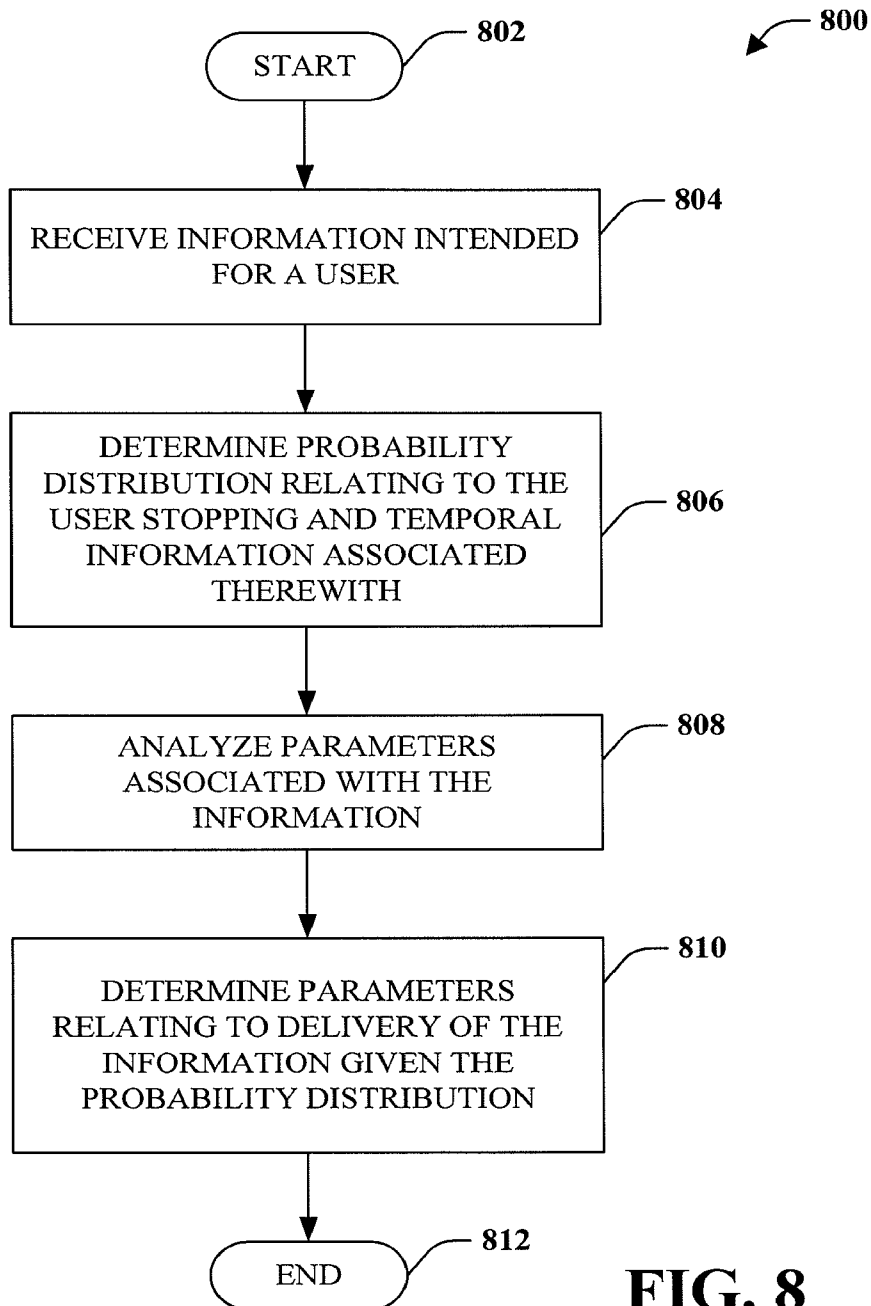 800
802
START
804
RECEIVE INFORMATION INTENDED
FOR A USER
DETERMINE PROBABILITY
DISTRIBUTION RELATING TO THE
USER STOPPING AND TEMPORAL
INFORMATION ASSOCIATED
THEREWITH
806
808
ANALYZE PARAMETERS
ASSOCIATED WITH THE
INFORMATION
810
DETERMINE PARAMETERS
RELATING TO DELIVERY OF THE
INFORMATION GIVEN THE
PROBABILITY DISTRIBUTION
812
END
FIG. 8